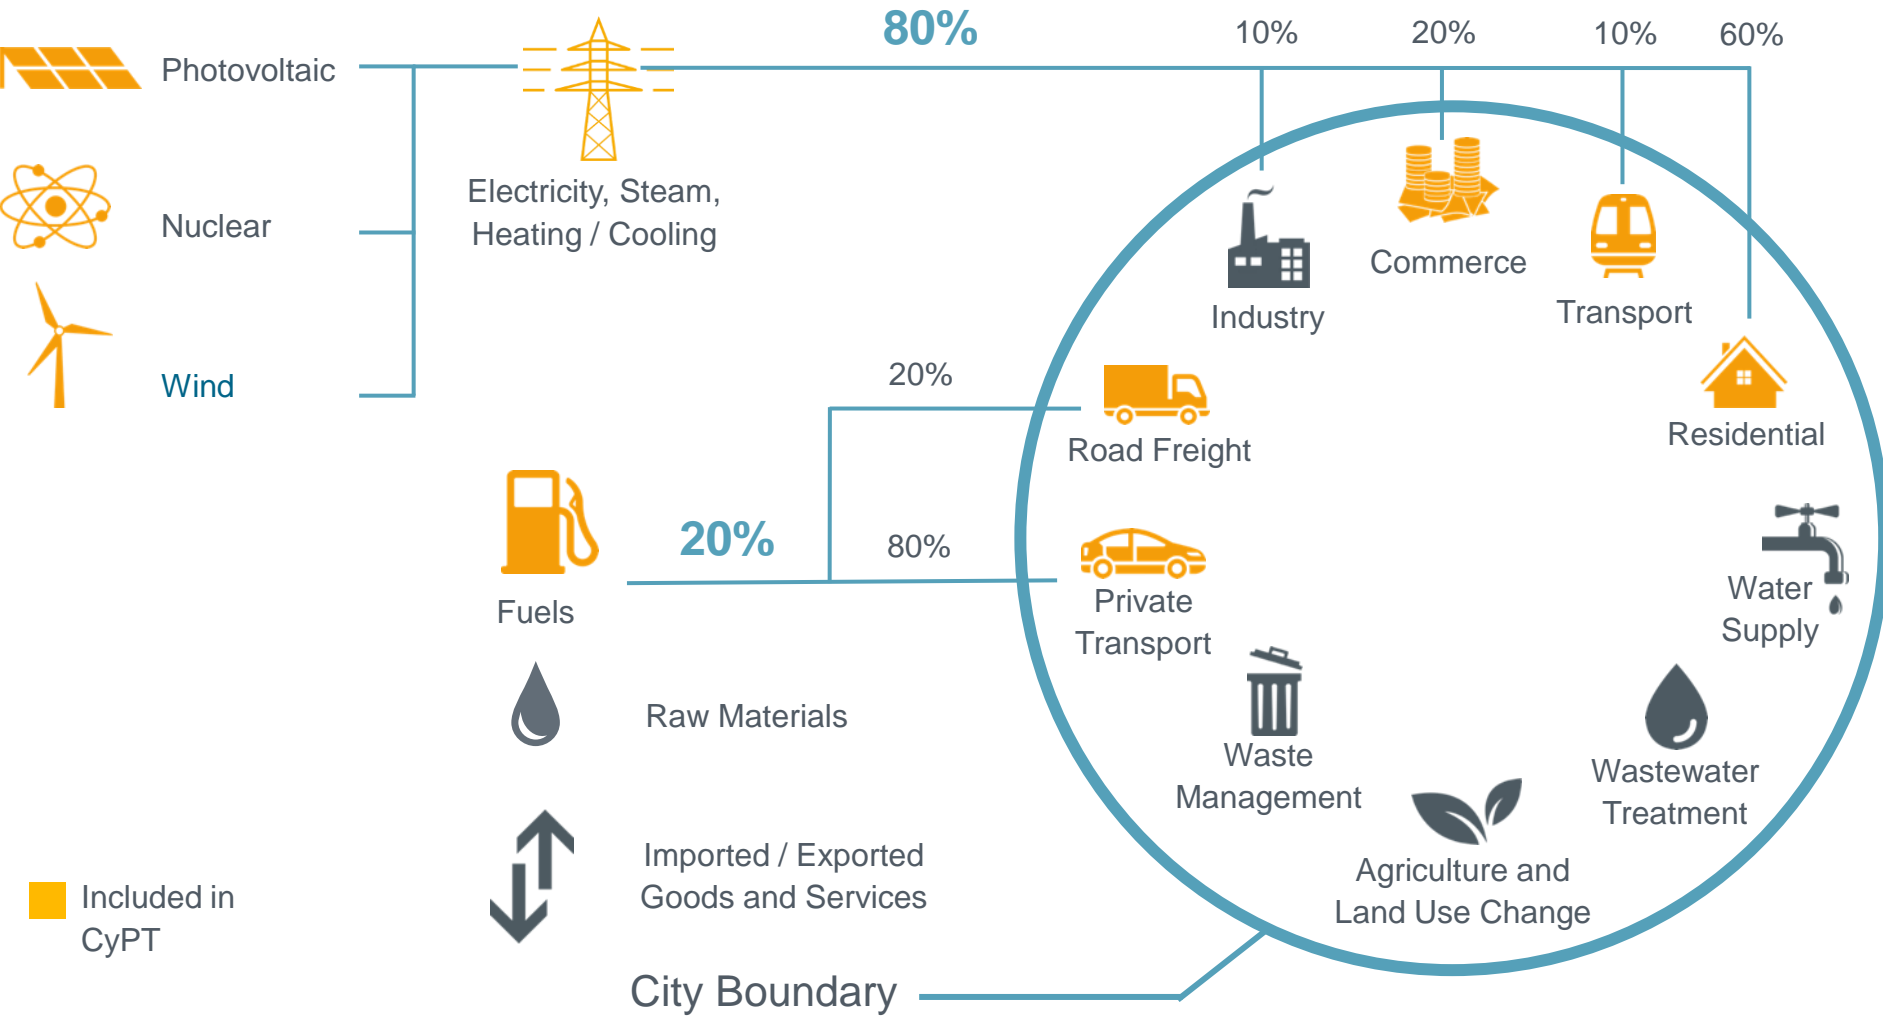 80%
10%
20%
10%
60%
Photovoltaic
Electricity, Steam,
Heating / Cooling
Nuclear
Wind
Industry
Commerce
Transport
Residential
20%
Road Freight
20%
80%
Fuels
Private
Transport
Water
Supply
Raw Materials
Waste
Management
Wastewater
Treatment
Imported / Exported
Goods and Services
Agriculture and
Land Use Change
Included in
CyPT
City Boundary